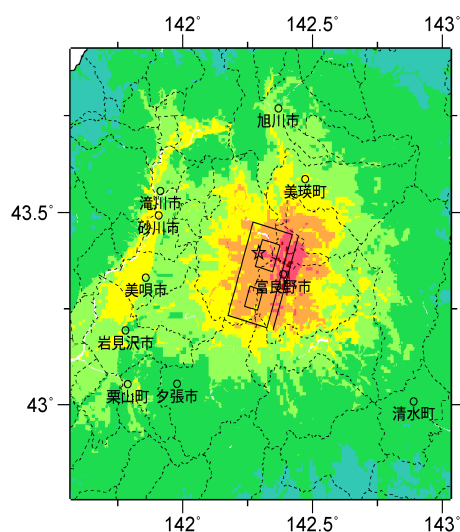 142° 142.5° 143°
旭川市
美瑛町
滝川市
43.5°
砂川市
美唄市
富良野市
岩見沢市
栗山町
夕張市
43°
清水町
142° 142.5° 143°